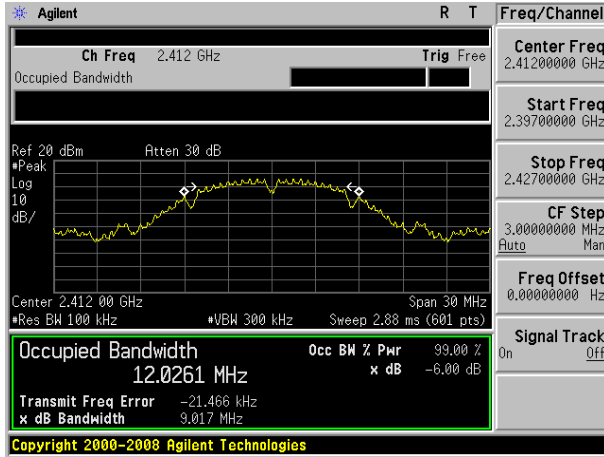 Agilent R T
Ch Freq 2.412 GHz Trig Free
Occupied Bandwidth
Ref 20 dBm Atten 30 dB
#Peak
Log
10
dB/
Center 2.412 00 GHz Span 30 MHz
#Res BW 100 kHz #VBW 300 kHz Sweep 2.88 ms (601 pts)
Occupied Bandwidth Occ BW % Pwr 99.00 %
12.0261 MHz x dB -6.00 dB
Transmit Freq Error -21.466 kHz
x dB Bandwidth 9.017 MHz
Copyright 2000-2008 Agilent Technologies
Freq/Channel
Center Freq
2.41200000 GHz
Start Freq
2.39700000 GHz
Stop Freq
2.42700000 GHz
CF Step
3.00000000 MHz
Auto Man
Freq Offset
0.00000000 Hz
Signal Track
On Off